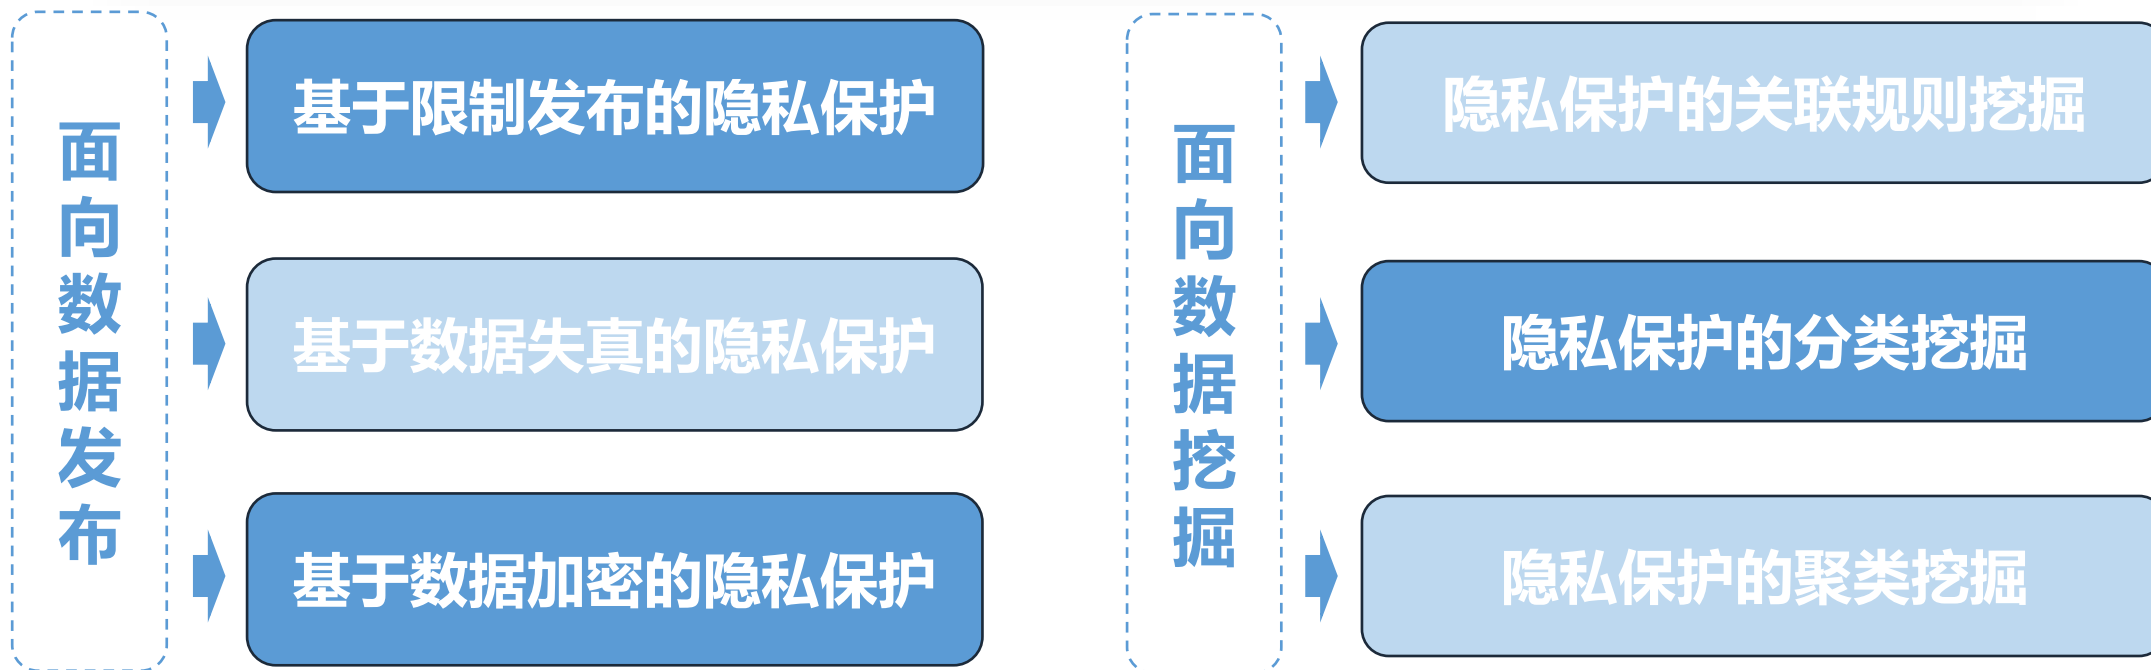 面向数据发布
基于限制发布的隐私保护
基于数据失真的隐私保护
基于数据加密的隐私保护
面向数据挖掘
隐私保护的关联规则挖掘
隐私保护的分类挖掘
隐私保护的聚类挖掘